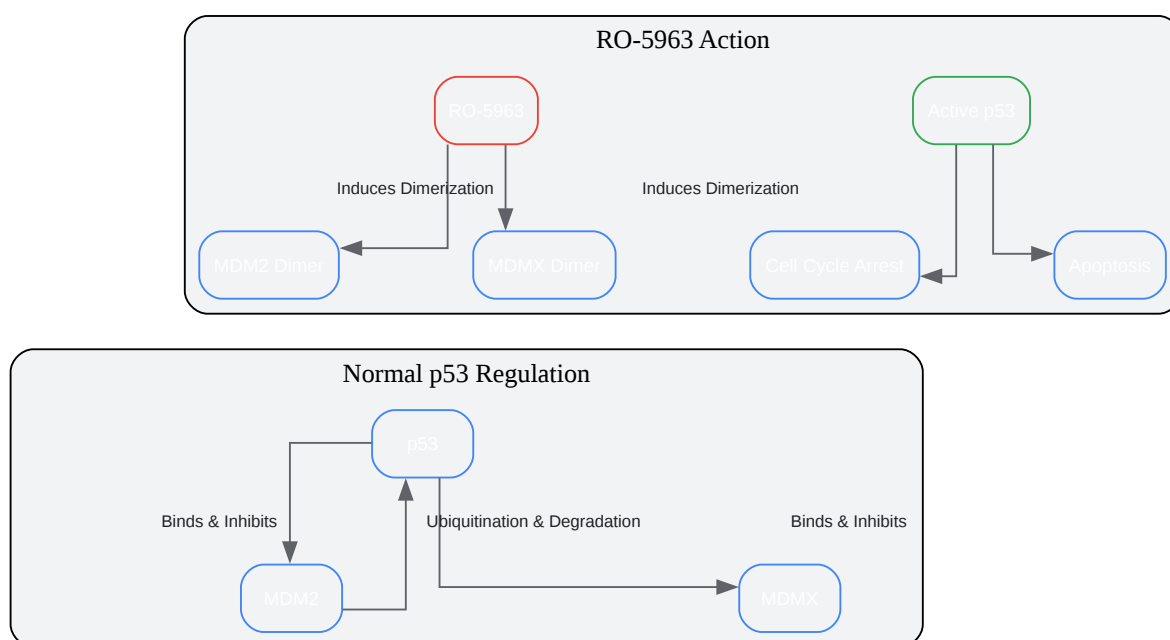 RO-5963 Action
RO-5963
Active p53
Induces Dimerization
Induces Dimerization
MDM2 Dimer
MDMX Dimer
Cell Cycle Arrest
Apoptosis
Normal p53 Regulation
p53
Binds & Inhibits
Ubiquitination & Degradation
Binds & Inhibits
MDM2
MDMX